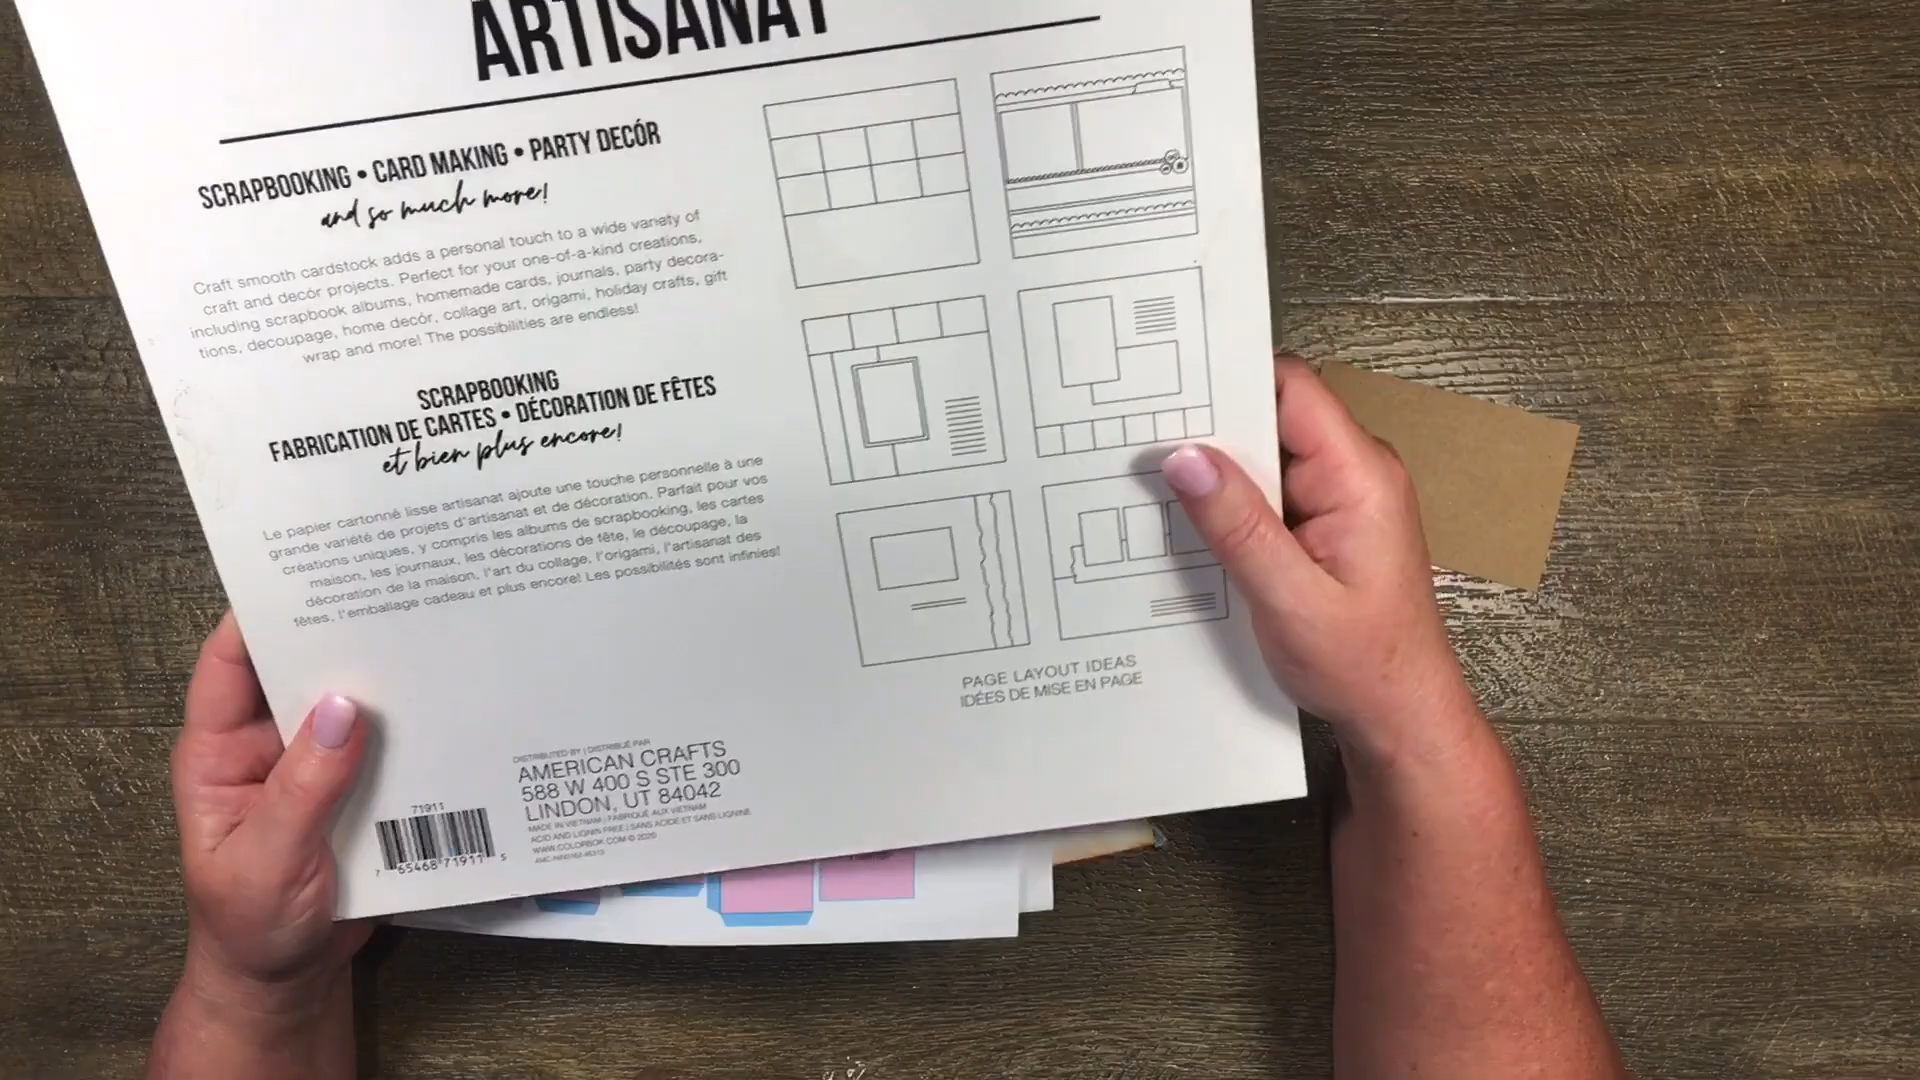 ARTISANAT
SCRAPBOOKING • CARD MAKING • PARTY DECÓR
and so much more!
Craft smooth cardstock adds a personal touch to a wide variety of
craft and decór projects. Perfect for your one-of-a-kind creations,
including scrapbook albums, homemade cards, journals, party decora-
tions, decoupage, home decór, collage art, origami, holiday crafts, gift
wrap and more! The possibilities are endless!
SCRAPBOOKING
FABRICATION DE CARTES • DÉCORATION DE FÊTES
et bien plus encore!
Le papier cartonné lisse artisanat ajoute une touche personnelle à une
grande variété de projets d'artisanat et de décoration. Parfait pour vos
créations uniques, y compris les albums de scrapbooking, les cartes
maison, les journaux, les décorations de fête, le découpage, la
décoration de la maison, l'art du collage, l'origami, l'artisanat des
fêtes, l'emballage cadeau et plus encore! Les possibilités sont infinies!
PAGE LAYOUT IDEAS
IDÉES DE MISE EN PAGE
DISTRIBUTED BY | DISTRIBUÉ PAR
AMERICAN CRAFTS
588 W 400 S STE 300
LINDON, UT 84042
MADE IN VIETNAM | FABRIQUÉ AUX VIETNAM
ACID AND LIGNIN FREE | SANS ACIDE ET SANS LIGNINE
WWW.COLORBOK.COM © 2020
71911
7 65468 71911 5